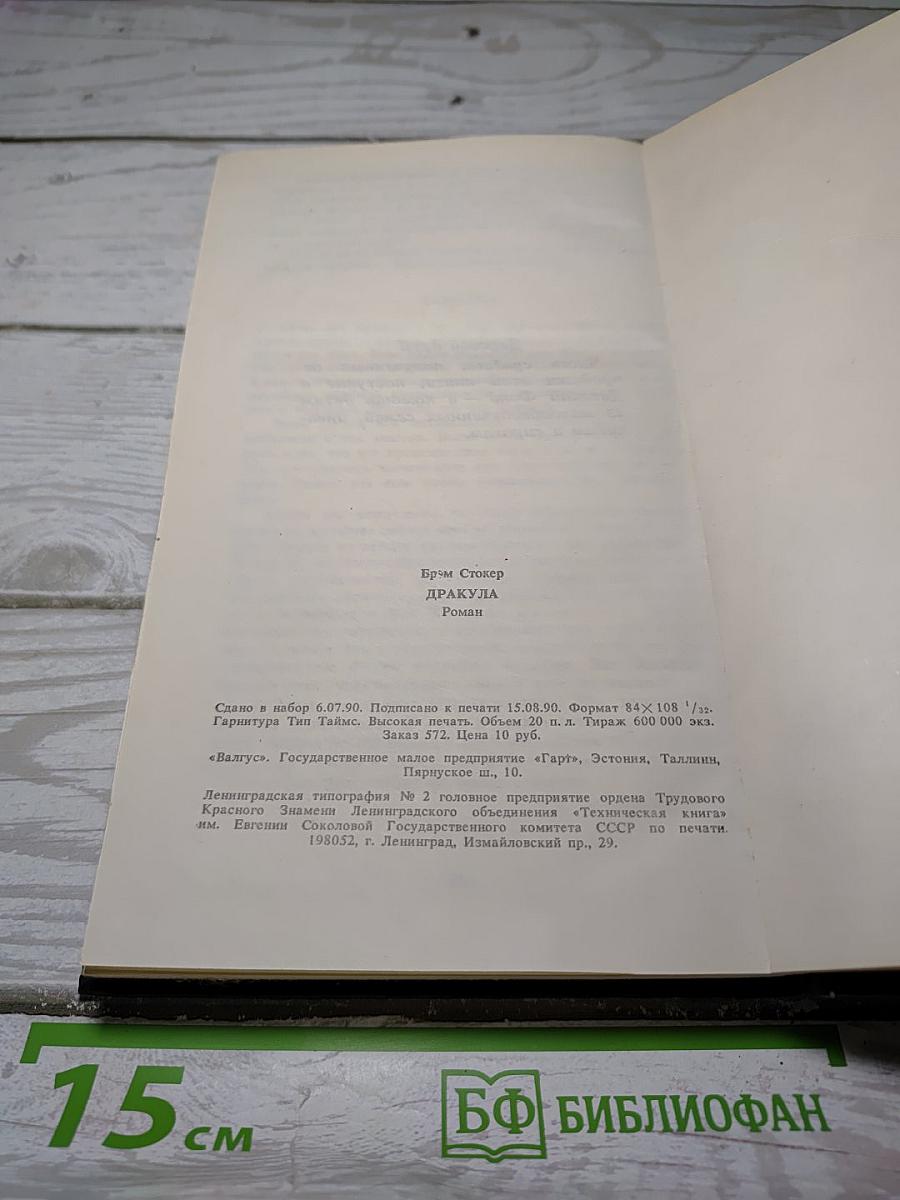 Брэм Стокер
ДРАКУЛА
Роман
Сдано в набор 6.07.90. Подписано к печати 15.08.90. Формат 84×108 1/32.
Гарнитура Тип Таймс. Высокая печать. Объем 20 п. л. Тираж 600 000 экз.
Заказ 572. Цена 10 руб.
«Валгус». Государственное малое предприятие «Гарт», Эстония, Таллинн,
Пярнуское ш., 10.
Ленинградская типография № 2 головное предприятие ордена Трудового
Красного Знамени Ленинградского объединения «Техническая книга»
им. Евгении Соколовой Государственного комитета СССР по печати.
198052, г. Ленинград, Измайловский пр., 29.
15 см
БФ БИБЛИОФАН